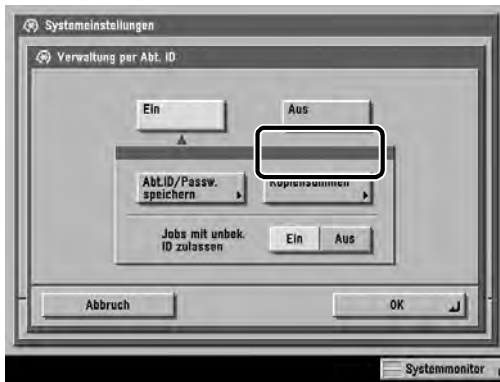 Systemeinstellungen
Verwaltung per Abt. ID
Ein
Aus
Abt.ID/Passw.
speichern
Kopiensummen
Jobs mit unbek.
ID zulassen
Ein
Aus
Abbruch
OK
Systemmonitor